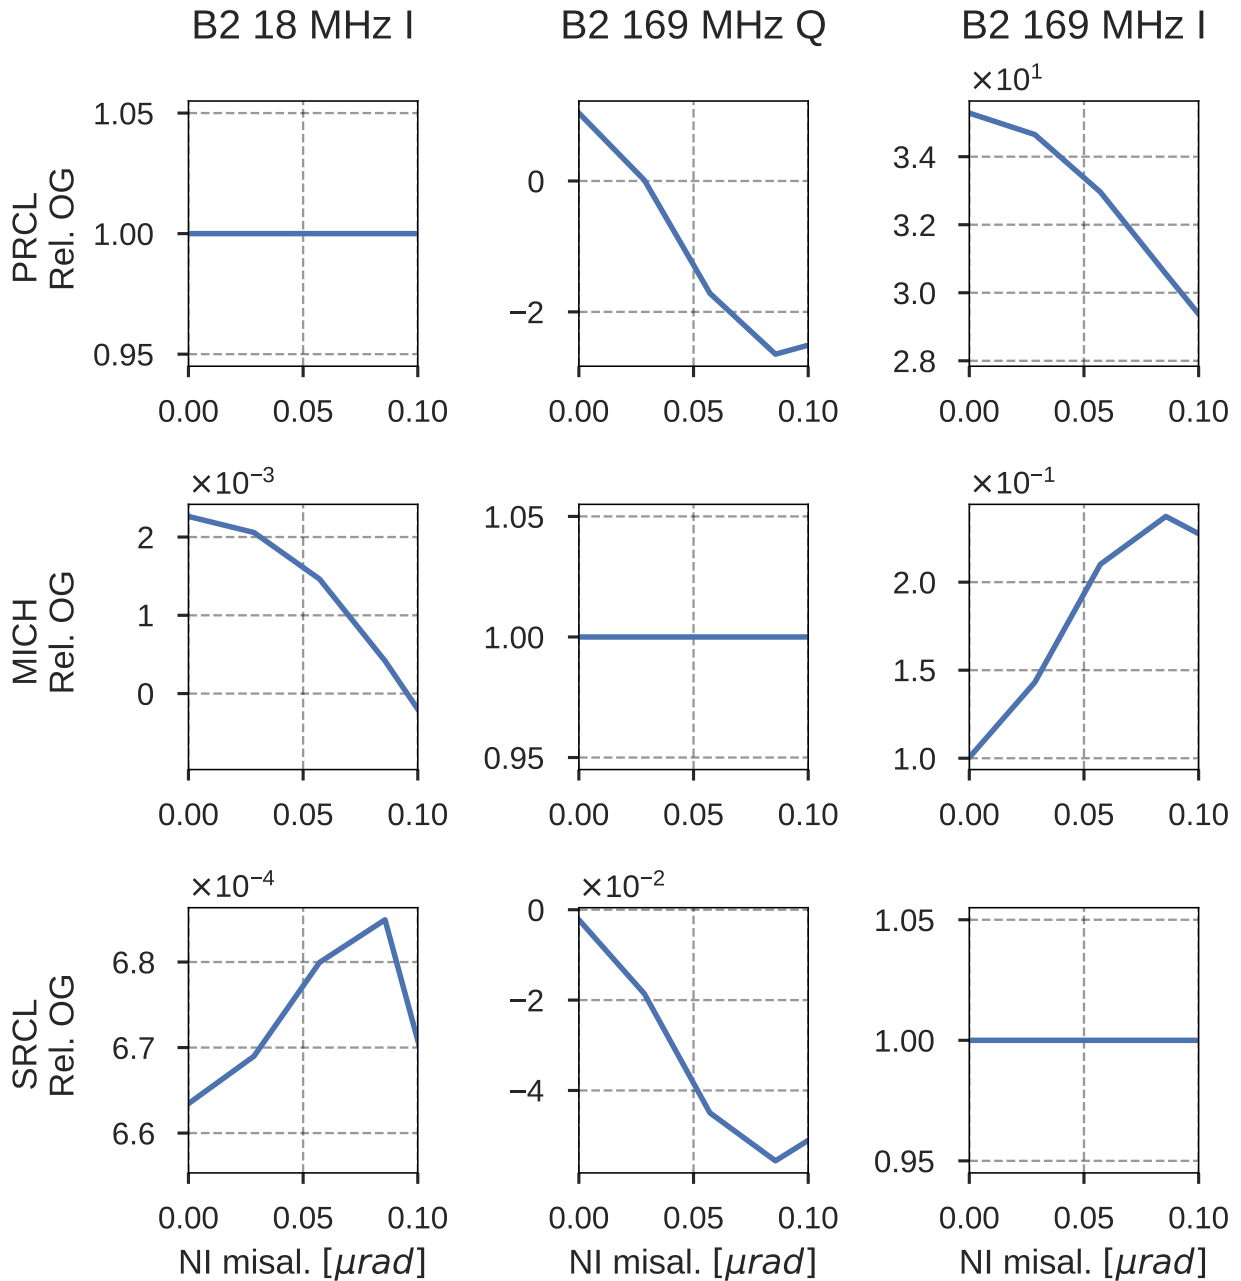 B2 18 MHz I
B2 169 MHz Q
B2 169 MHz I
PRCL
Rel. OG
1.05
1.00
0.95
0.00 0.05 0.10
0
−2
0.00 0.05 0.10
×10¹
3.4
3.2
3.0
2.8
0.00 0.05 0.10
MICH
Rel. OG
×10⁻³
2
1
0
0.00 0.05 0.10
1.05
1.00
0.95
0.00 0.05 0.10
×10⁻¹
2.0
1.5
1.0
0.00 0.05 0.10
SRCL
Rel. OG
×10⁻⁴
6.8
6.7
6.6
0.00 0.05 0.10
NI misal. [μrad]
×10⁻²
0
−2
−4
0.00 0.05 0.10
NI misal. [μrad]
1.05
1.00
0.95
0.00 0.05 0.10
NI misal. [μrad]